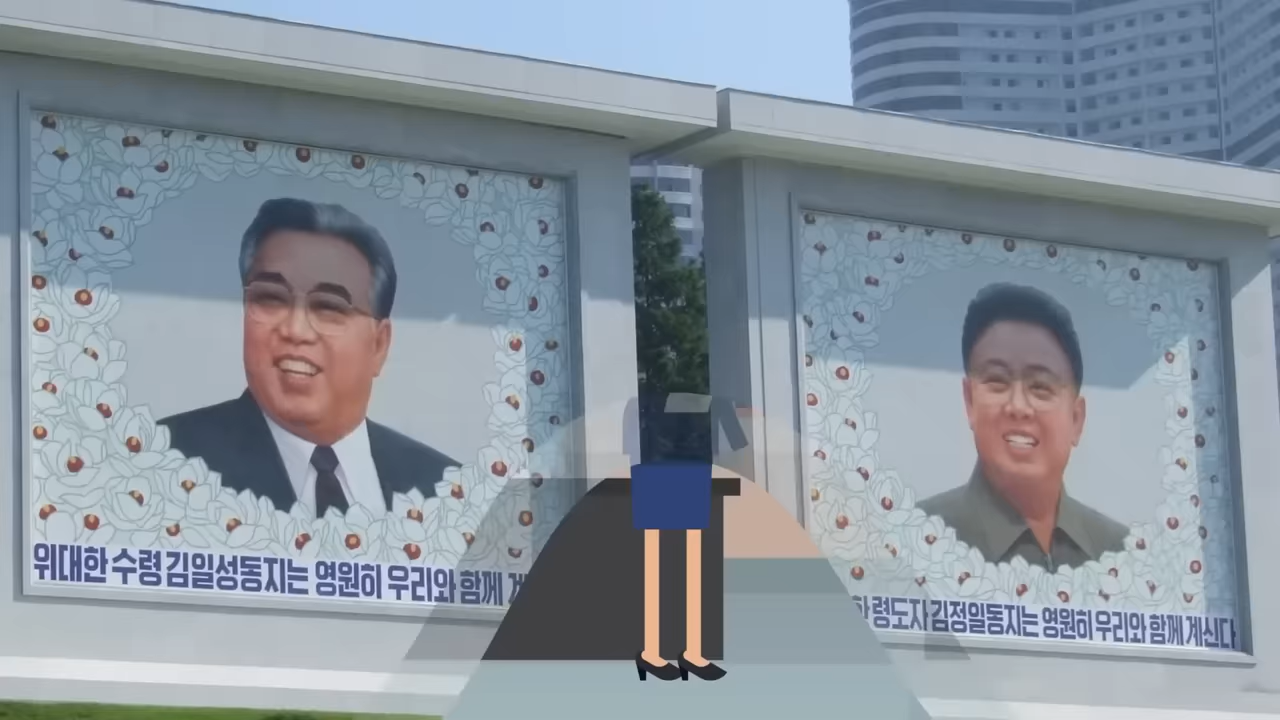 위대한 수령 김일성동지는 영원히 우리와 함께
령도자 김정일동지는 영원히 우리와 함께 계신다